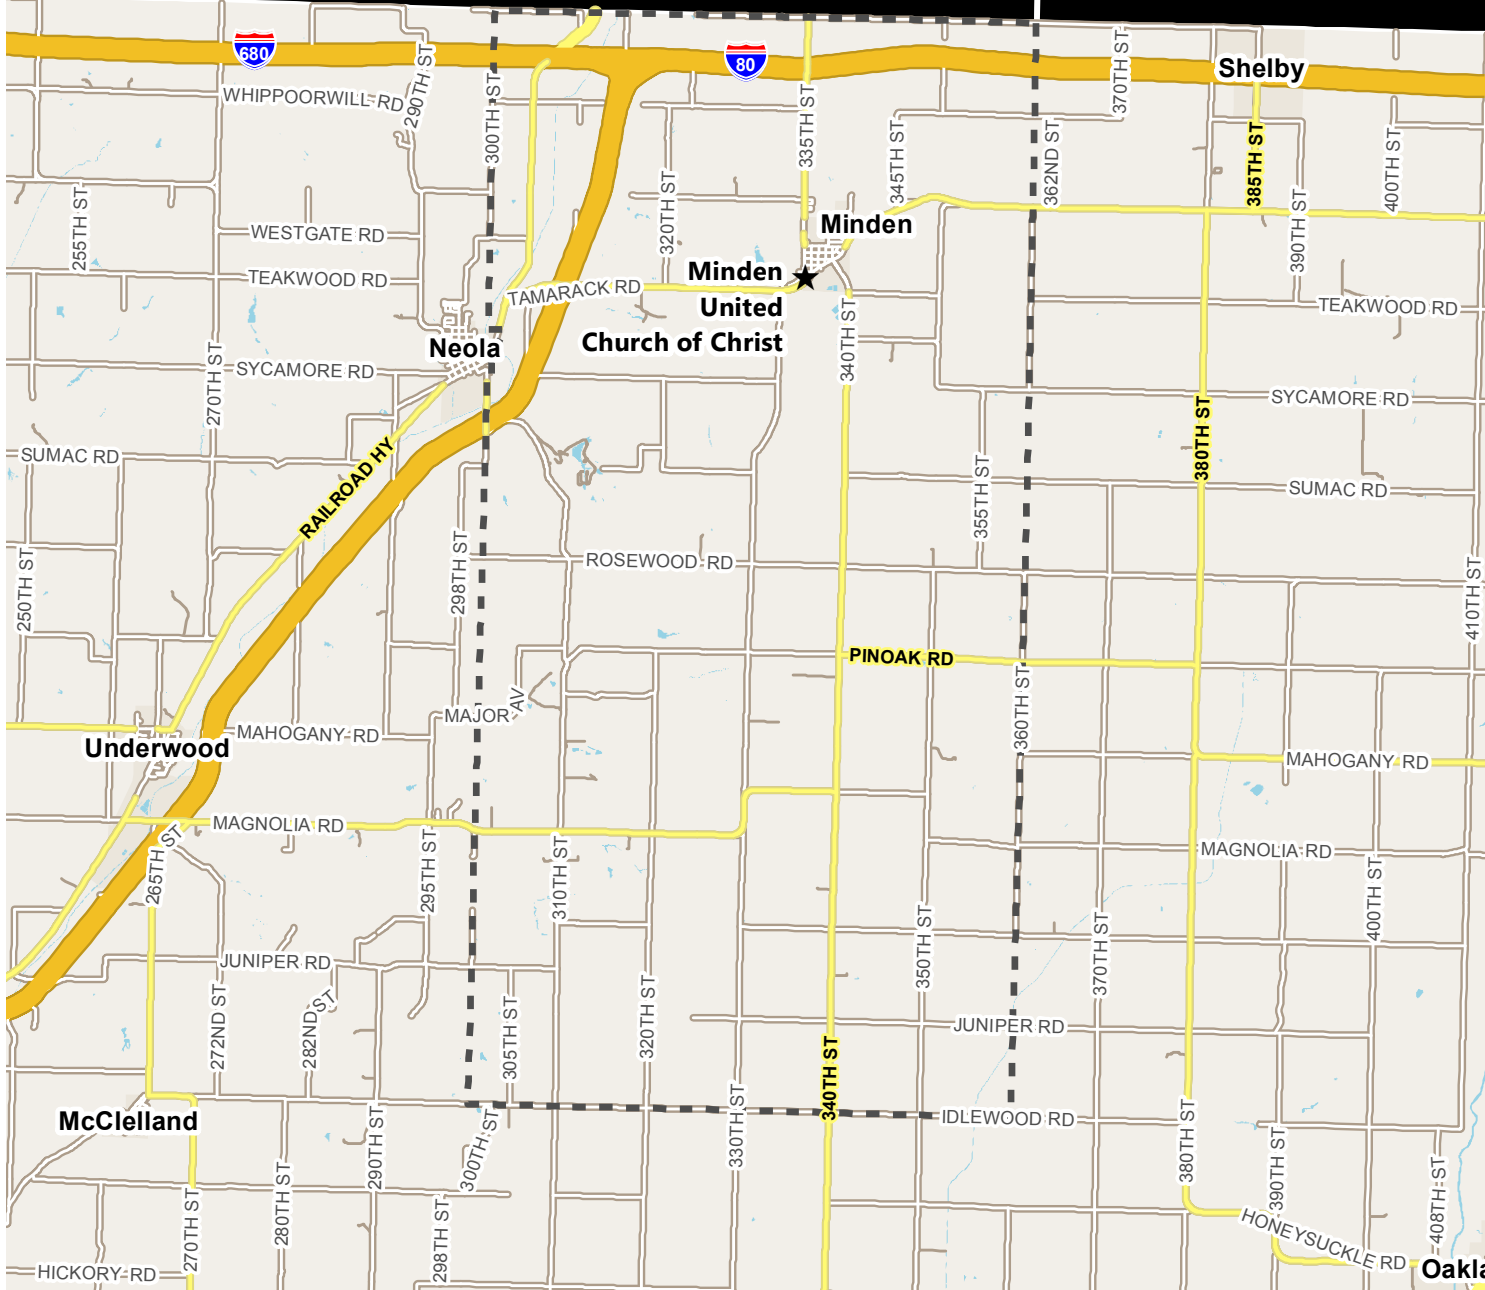 680
80
Shelby
WHIPPOORWILL RD
290TH ST
300TH ST
335TH ST
345TH ST
370TH ST
362ND ST
385TH ST
400TH ST
255TH ST
320TH ST
390TH ST
WESTGATE RD
Minden
TEAKWOOD RD
TAMARACK RD
Minden
United
Church of Christ
TEAKWOOD RD
340TH ST
Neola
SYCAMORE RD
270TH ST
SYCAMORE RD
380TH ST
SUMAC RD
RAILROAD HY
355TH ST
SUMAC RD
250TH ST
298TH ST
ROSEWOOD RD
410TH ST
PINOAK RD
360TH ST
MAJOR AV
Underwood
MAHOGANY RD
MAHOGANY RD
MAGNOLIA RD
265TH ST
295TH ST
310TH ST
MAGNOLIA RD
400TH ST
350TH ST
370TH ST
JUNIPER RD
272ND ST
282ND ST
305TH ST
320TH ST
JUNIPER RD
340TH ST
McClelland
330TH ST
IDLEWOOD RD
380TH ST
290TH ST
300TH ST
280TH ST
390TH ST
408TH ST
270TH ST
298TH ST
HONEYSUCKLE RD
HICKORY RD
Oakla